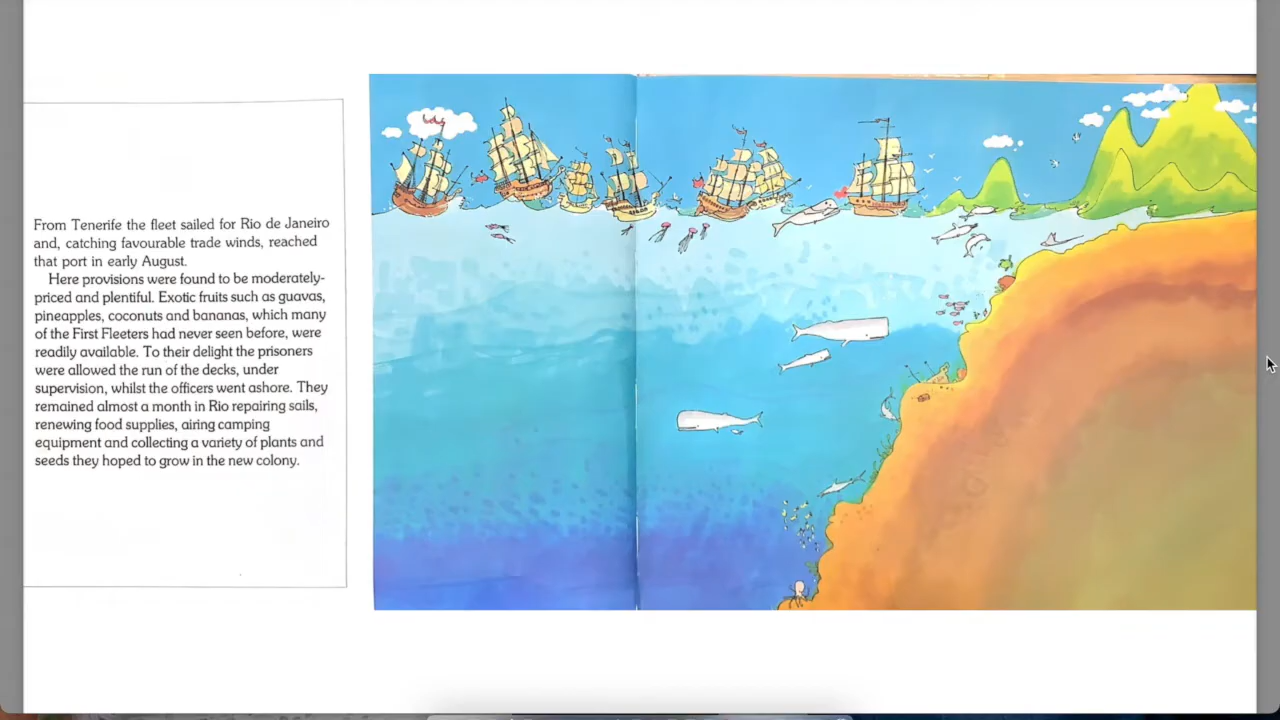 From Tenerife the fleet sailed for Rio de Janeiro
and, catching favourable trade winds, reached
that port in early August.
Here provisions were found to be moderately-
priced and plentiful. Exotic fruits such as guavas,
pineapples, coconuts and bananas, which many
of the First Fleeters had never seen before, were
readily available. To their delight the prisoners
were allowed the run of the decks, under
supervision, whilst the officers went ashore. They
remained almost a month in Rio repairing sails,
renewing food supplies, airing camping
equipment and collecting a variety of plants and
seeds they hoped to grow in the new colony.